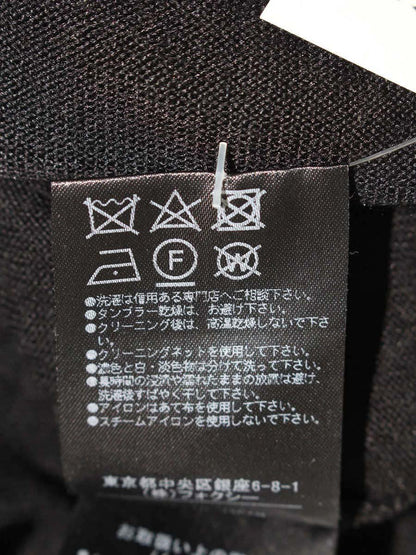 F
W
●洗濯は信用ある専門店へご相談下さい。
●タンブラー乾燥は、お避け下さい。
●クリーニング後は、高温乾燥しないで下さい。
●クリーニングネットを使用して下さい。
●濃色と白・淡色物は分けて洗って下さい。
●長時間の浸漬や濡れたままの放置は避け、
洗濯後すばやく干して下さい。
●アイロンはあて布を使用して下さい。
●スチームアイロンを使用しないで下さい。
東京都中央区銀座6-8-1
(株)フォクシー
お取扱い上の